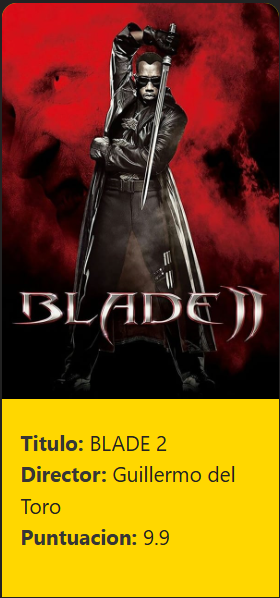 BLADE II
Titulo: BLADE 2
Director: Guillermo del
Toro
Puntuacion: 9.9